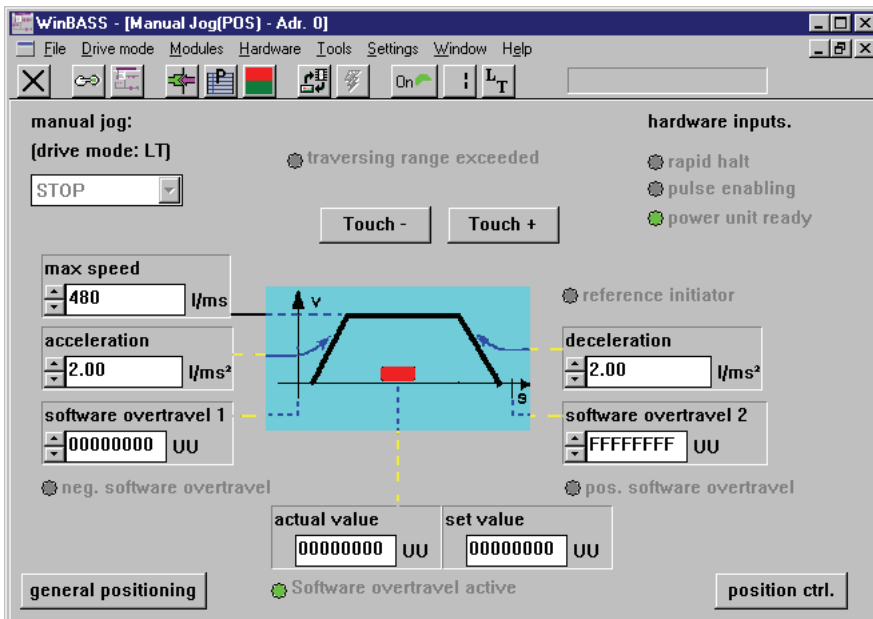 WinBASS - [Manual Jog(POS) - Adr. 0]
File Drive mode Modules Hardware Tools Settings Window Help
P On L T
manual jog:
hardware inputs.
(drive mode: LT)
traversing range exceeded
rapid halt
STOP
pulse enabling
Touch - Touch +
power unit ready
max speed
480 I/ms
V
reference initiator
acceleration
deceleration
2.00 I/ms²
2.00 I/ms²
S
software overtravel 1
software overtravel 2
00000000 UU
FFFFFFFF UU
neg. software overtravel
pos. software overtravel
actual value set value
00000000 UU 00000000 UU
general positioning
Software overtravel active
position ctrl.